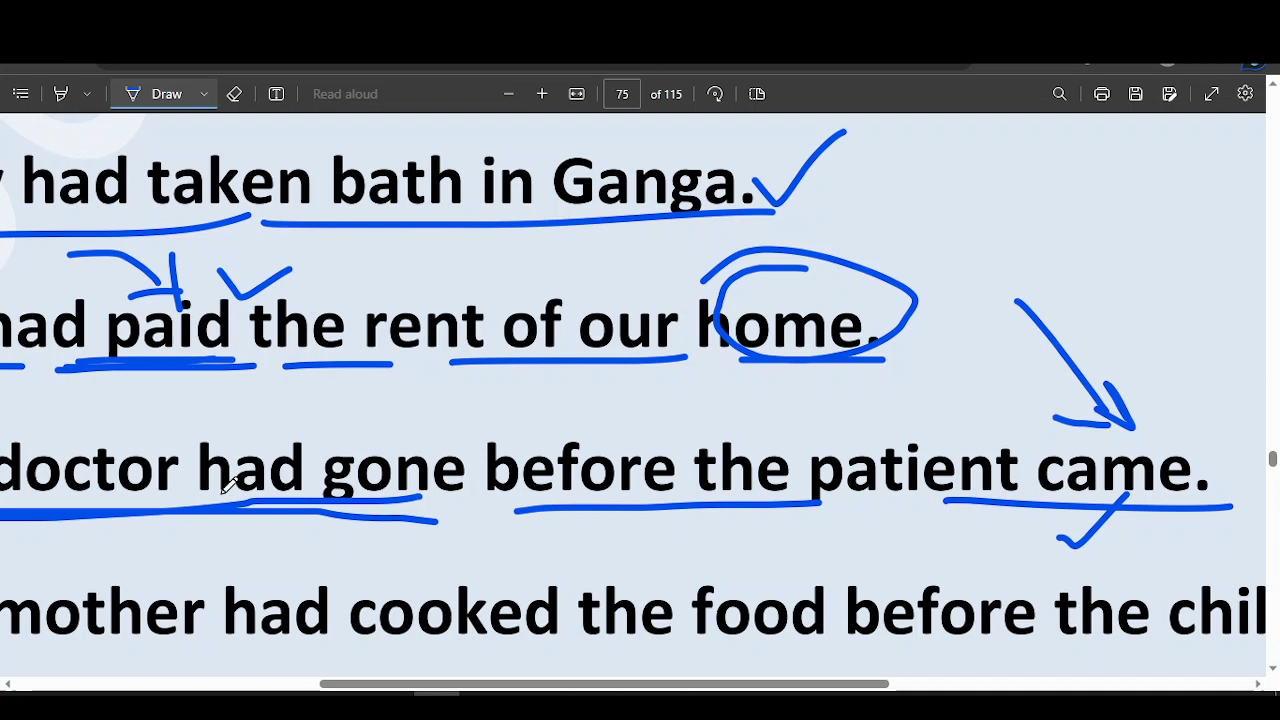 Draw Read aloud 75 of 115
had taken bath in Ganga.
had paid the rent of our home.
doctor had gone before the patient came.
mother had cooked the food before the chil